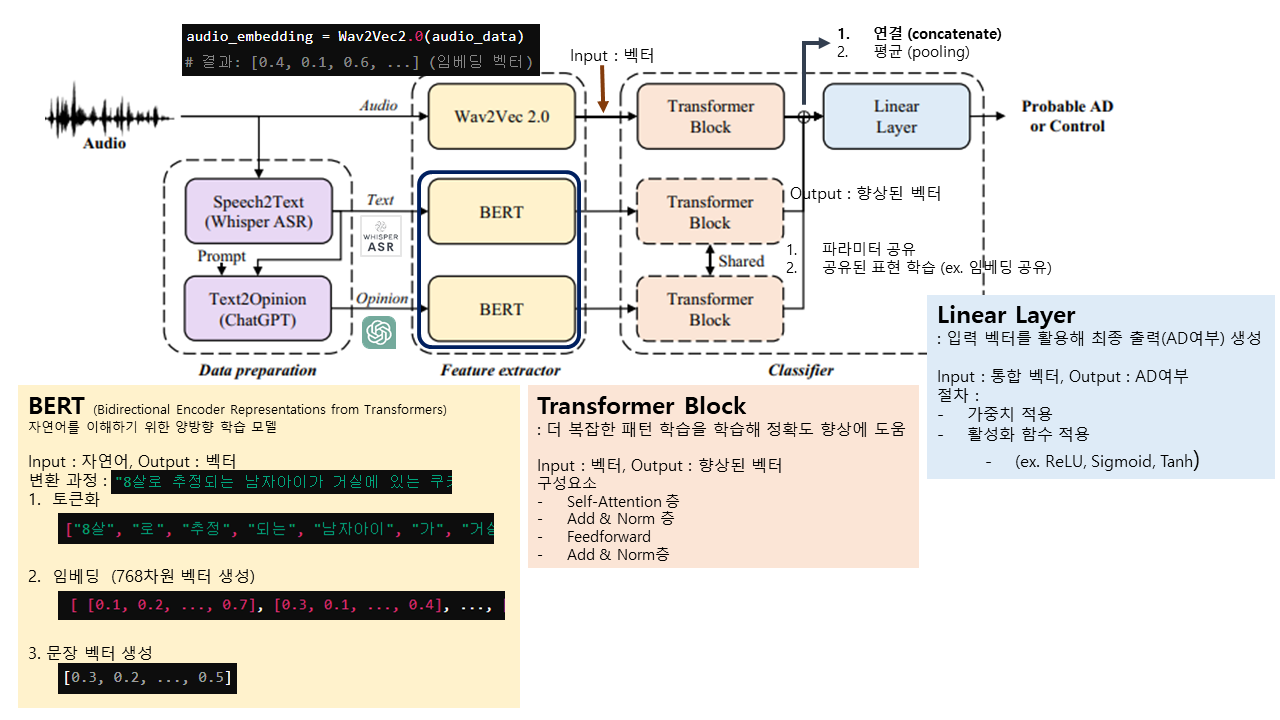 audio_embedding = Wav2Vec2.0(audio_data)
# 결과: [0.4, 0.1, 0.6, ...] (임베딩 벡터)
Input : 벡터
1. 연결 (concatenate)
2. 평균 (pooling)
Audio
Audio
Wav2Vec 2.0
Transformer
Block
Linear
Layer
Probable AD
or Control
Speech2Text
(Whisper ASR)
Text
WHISPER
ASR
BERT
Transformer
Block
Output : 향상된 벡터
Prompt
Shared
1. 파라미터 공유
2. 공유된 표현 학습 (ex. 임베딩 공유)
Text2Opinion
(ChatGPT)
Opinion
BERT
Transformer
Block
Data preparation
Feature extractor
Classifier
Linear Layer
: 입력 벡터를 활용해 최종 출력(AD여부) 생성
Input : 통합 벡터, Output : AD여부
절차 :
- 가중치 적용
- 활성화 함수 적용
- (ex. ReLU, Sigmoid, Tanh)
BERT (Bidirectional Encoder Representations from Transformers)
자연어를 이해하기 위한 양방향 학습 모델
Input : 자연어, Output : 벡터
변환 과정 : "8살로 추정되는 남자아이가 거실에 있는
1. 토큰화
["8살", "로", "추정", "되는", "남자아이", "가", "거실
2. 임베딩 (768차원 벡터 생성)
[ [0.1, 0.2, ..., 0.7], [0.3, 0.1, ..., 0.4], ..., [
3. 문장 벡터 생성
[0.3, 0.2, ..., 0.5]
Transformer Block
: 더 복잡한 패턴 학습을 학습해 정확도 향상에 도움
Input : 벡터, Output : 향상된 벡터
구성요소
- Self-Attention 층
- Add & Norm 층
- Feedforward
- Add & Norm층